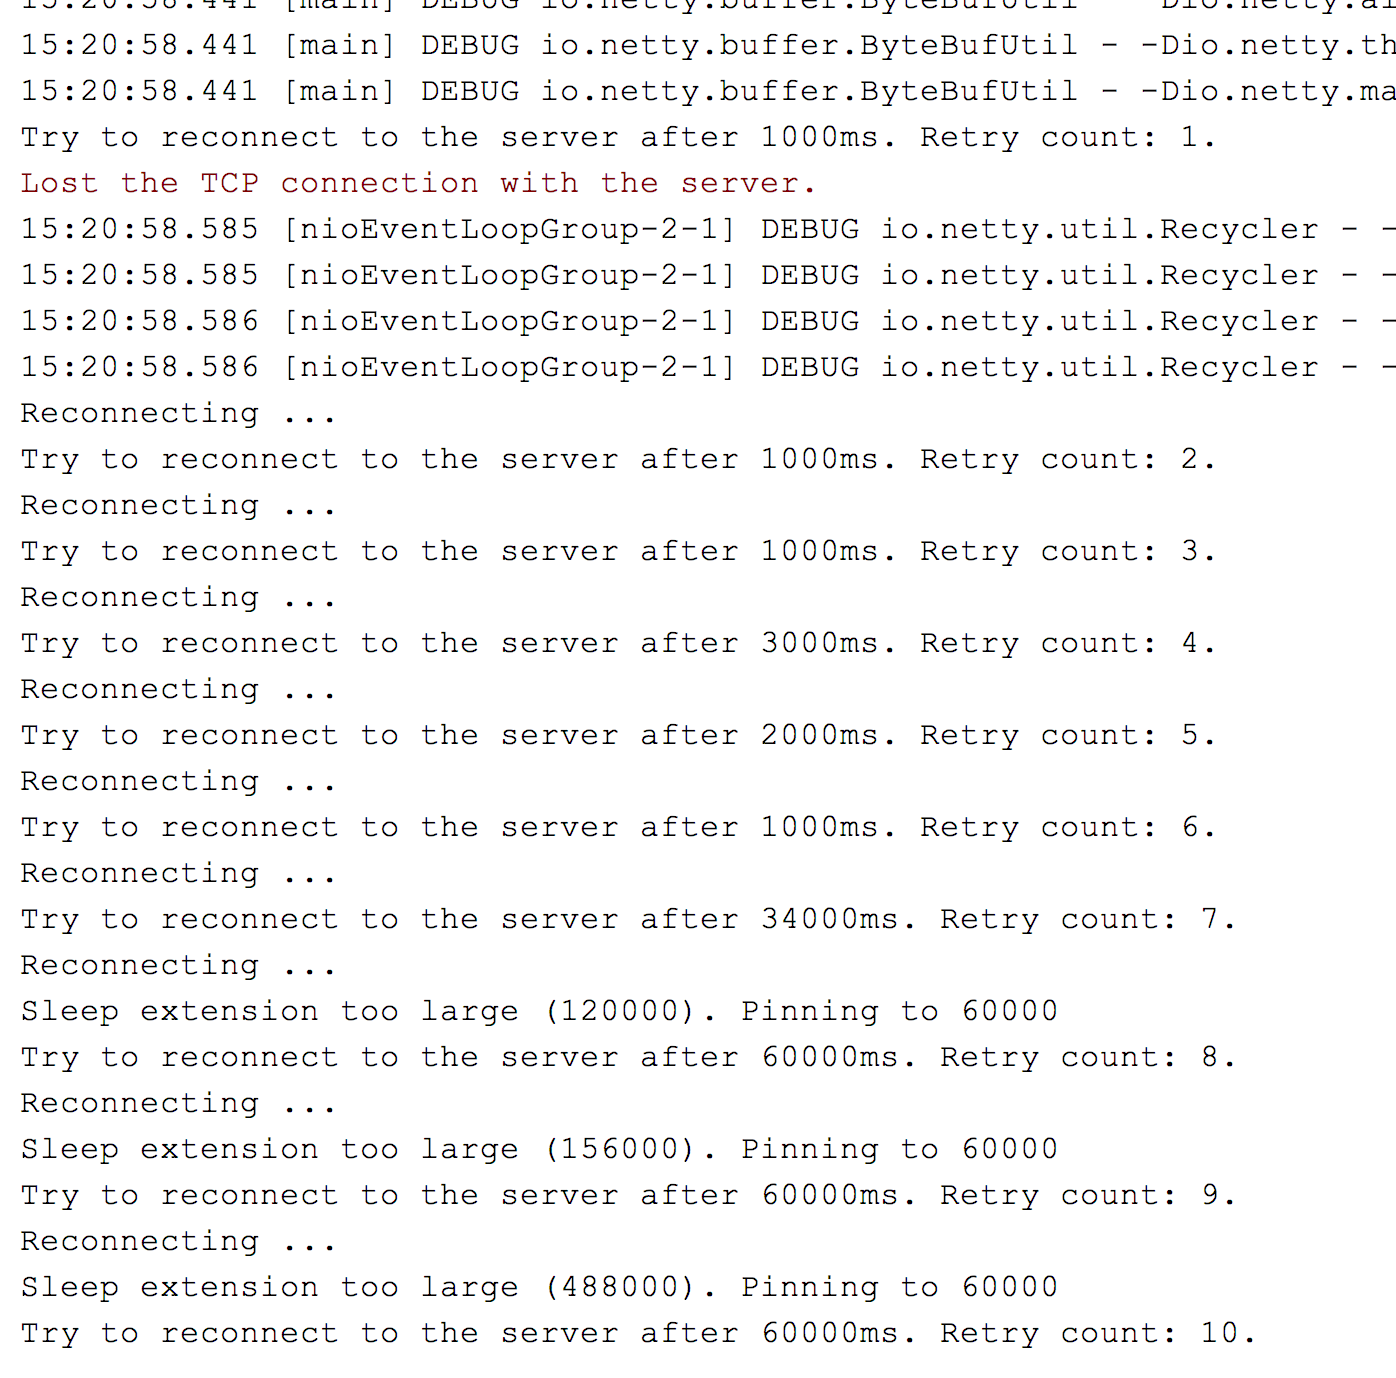 15:20:58.441 [main] DEBUG io.netty.buffer.ByteBufUtil - -Dio.netty.al
15:20:58.441 [main] DEBUG io.netty.buffer.ByteBufUtil - -Dio.netty.th
15:20:58.441 [main] DEBUG io.netty.buffer.ByteBufUtil - -Dio.netty.ma
Try to reconnect to the server after 1000ms. Retry count: 1.
Lost the TCP connection with the server.
15:20:58.585 [nioEventLoopGroup-2-1] DEBUG io.netty.util.Recycler - -
15:20:58.585 [nioEventLoopGroup-2-1] DEBUG io.netty.util.Recycler - -
15:20:58.586 [nioEventLoopGroup-2-1] DEBUG io.netty.util.Recycler - -
15:20:58.586 [nioEventLoopGroup-2-1] DEBUG io.netty.util.Recycler - -
Reconnecting ...
Try to reconnect to the server after 1000ms. Retry count: 2.
Reconnecting ...
Try to reconnect to the server after 1000ms. Retry count: 3.
Reconnecting ...
Try to reconnect to the server after 3000ms. Retry count: 4.
Reconnecting ...
Try to reconnect to the server after 2000ms. Retry count: 5.
Reconnecting ...
Try to reconnect to the server after 1000ms. Retry count: 6.
Reconnecting ...
Try to reconnect to the server after 34000ms. Retry count: 7.
Reconnecting ...
Sleep extension too large (120000). Pinning to 60000
Try to reconnect to the server after 60000ms. Retry count: 8.
Reconnecting ...
Sleep extension too large (156000). Pinning to 60000
Try to reconnect to the server after 60000ms. Retry count: 9.
Reconnecting ...
Sleep extension too large (488000). Pinning to 60000
Try to reconnect to the server after 60000ms. Retry count: 10.